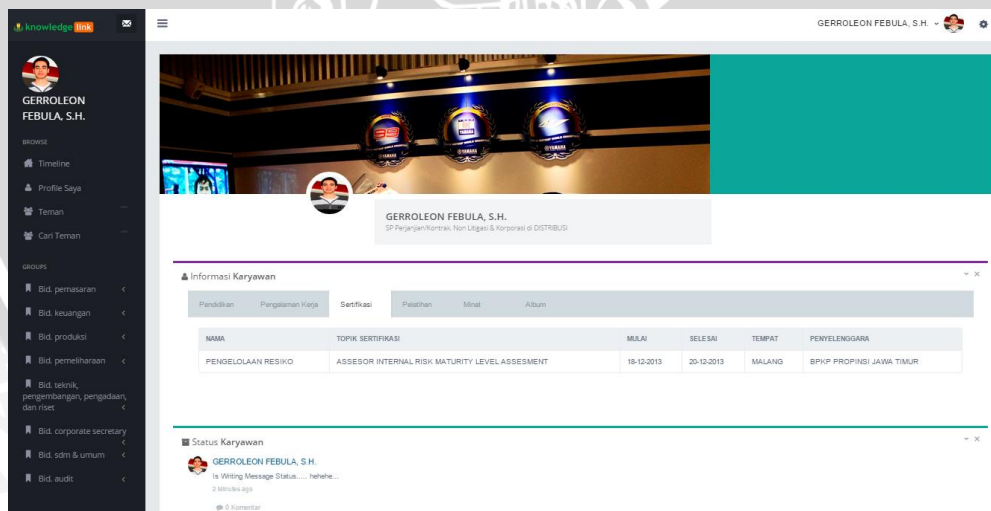 knowledge link
GERROLEON FEBULA, S.H.
GERROLEON
FEBULA, S.H.
BROWSE
Timeline
Profile Saya
Teman
Cari Teman
GROUPS
Bid. pemasaran
Bid. keuangan
Bid. produksi
Bid. pemeliharaan
Bid. teknik,
pengembangan, pengadaan,
dan riset
Bid. corporate secretary
Bid. sdm & umum
Bid. audit
YAMAHA
GERROLEON FEBULA, S.H.
SP Perjanjian/Kontrak, Non Litigasi & Korporasi di DISTRIBUSI
Informasi Karyawan
Pendidikan Pengalaman Kerja Sertifikasi Pelatihan Minat Album
NAMA TOPIK SERTIFIKASI MULAI SELESAI TEMPAT PENYELENGGARA
PENGELOLAAN RESIKO ASSESOR INTERNAL RISK MATURITY LEVEL ASSESMENT 18-12-2013 20-12-2013 MALANG BPKP PROPINSI JAWA TIMUR
Status Karyawan
GERROLEON FEBULA, S.H.
Is Writing Message Status..... hehehe...
2 Minutes ago
0 Komentar